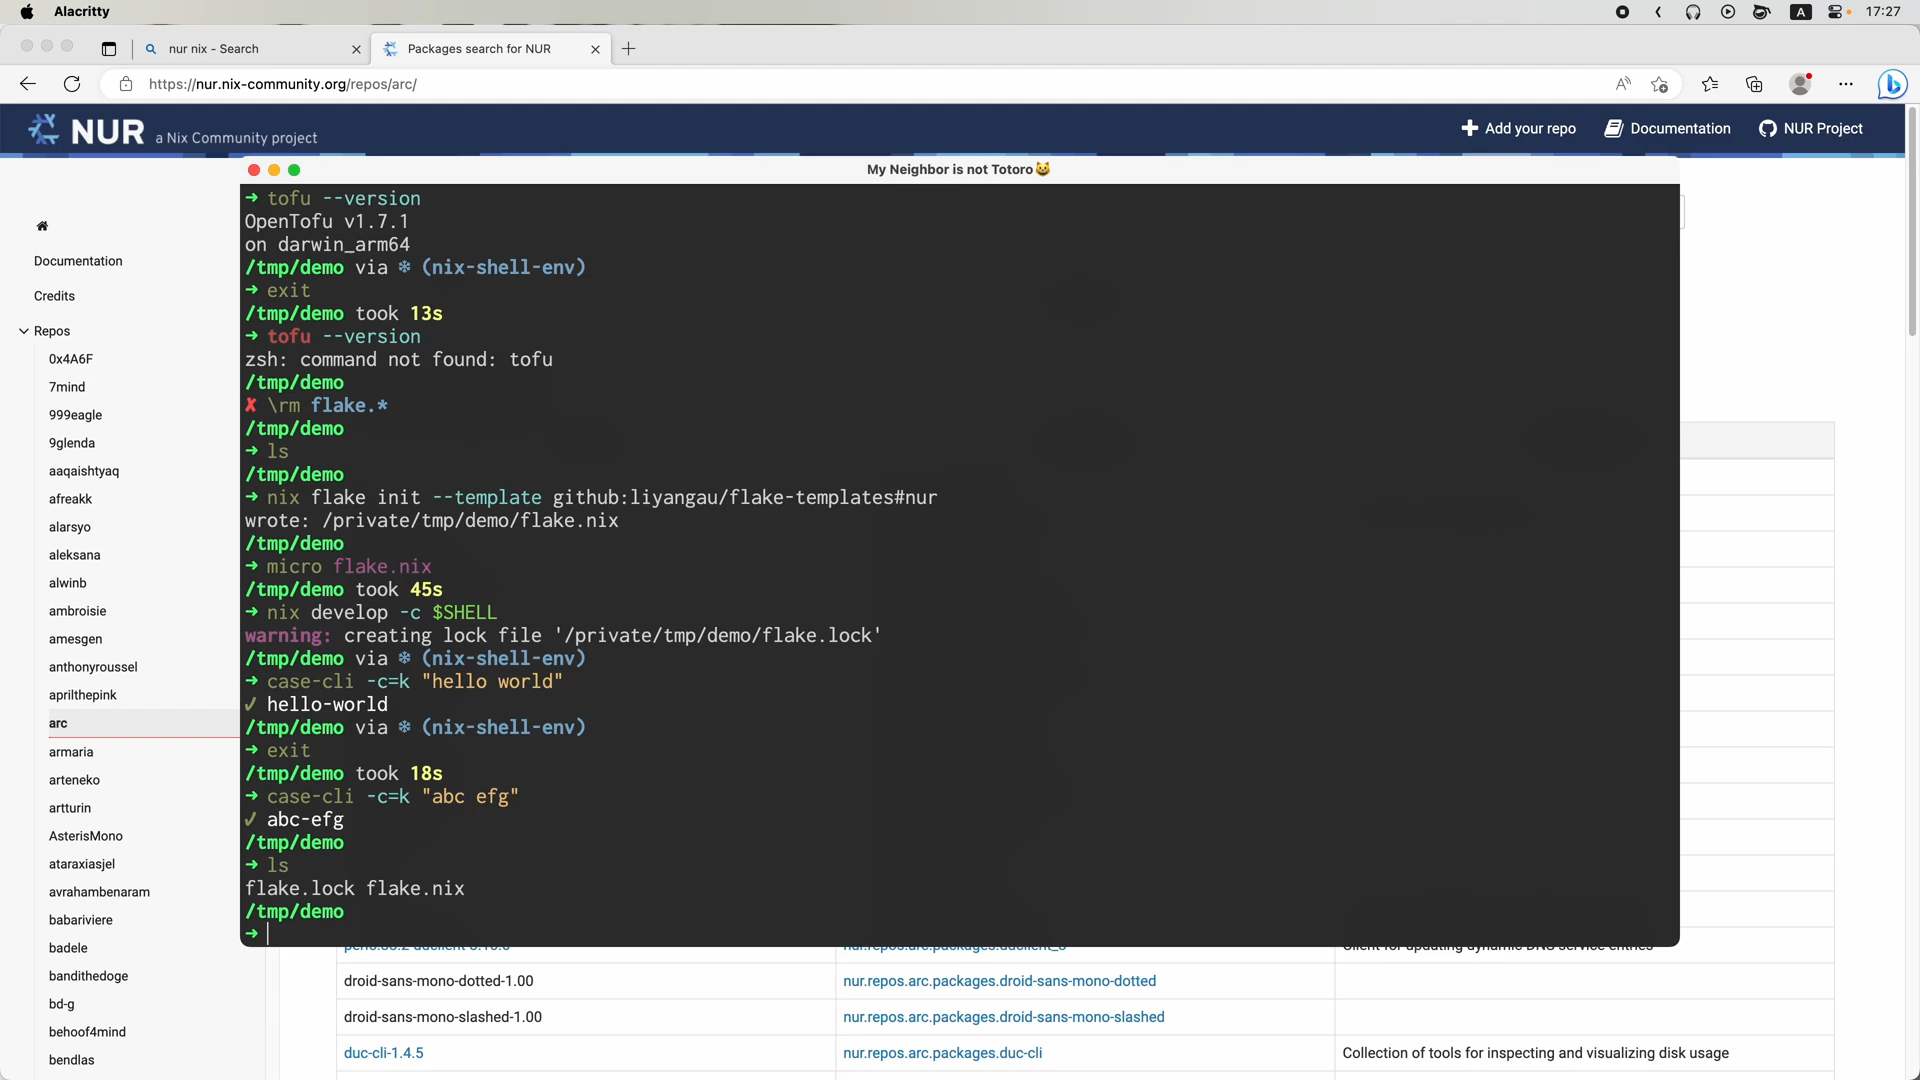 Alacritty
A
17:27
nur nix - Search
Packages search for NUR
https://nur.nix-community.org/repos/arc/
NUR a Nix Community project
Add your repo
Documentation
NUR Project
My Neighbor is not Totoro😺
Documentation
Credits
Repos
0x4A6F
7mind
999eagle
9glenda
aaqaishtyaq
afreakk
alarsyo
aleksana
alwinb
ambroisie
amesgen
anthonyroussel
aprilthepink
arc
armaria
arteneko
artturin
AsterisMono
ataraxiasjel
avrahambenaram
babariviere
badele
bandithedoge
bd-g
behoof4mind
bendlas
➜ tofu --version
OpenTofu v1.7.1
on darwin_arm64
/tmp/demo via ❄ (nix-shell-env)
➜ exit
/tmp/demo took 13s
➜ tofu --version
zsh: command not found: tofu
/tmp/demo
✘ \rm flake.*
/tmp/demo
➜ ls
/tmp/demo
➜ nix flake init --template github:liyangau/flake-templates#nur
wrote: /private/tmp/demo/flake.nix
/tmp/demo
➜ micro flake.nix
/tmp/demo took 45s
➜ nix develop -c $SHELL
warning: creating lock file '/private/tmp/demo/flake.lock'
/tmp/demo via ❄ (nix-shell-env)
➜ case-cli -c=k "hello world"
✓ hello-world
/tmp/demo via ❄ (nix-shell-env)
➜ exit
/tmp/demo took 18s
➜ case-cli -c=k "abc efg"
✓ abc-efg
/tmp/demo
➜ ls
flake.lock flake.nix
/tmp/demo
➜
droid-sans-mono-dotted-1.00
nur.repos.arc.packages.droid-sans-mono-dotted
droid-sans-mono-slashed-1.00
nur.repos.arc.packages.droid-sans-mono-slashed
duc-cli-1.4.5
nur.repos.arc.packages.duc-cli
Collection of tools for inspecting and visualizing disk usage